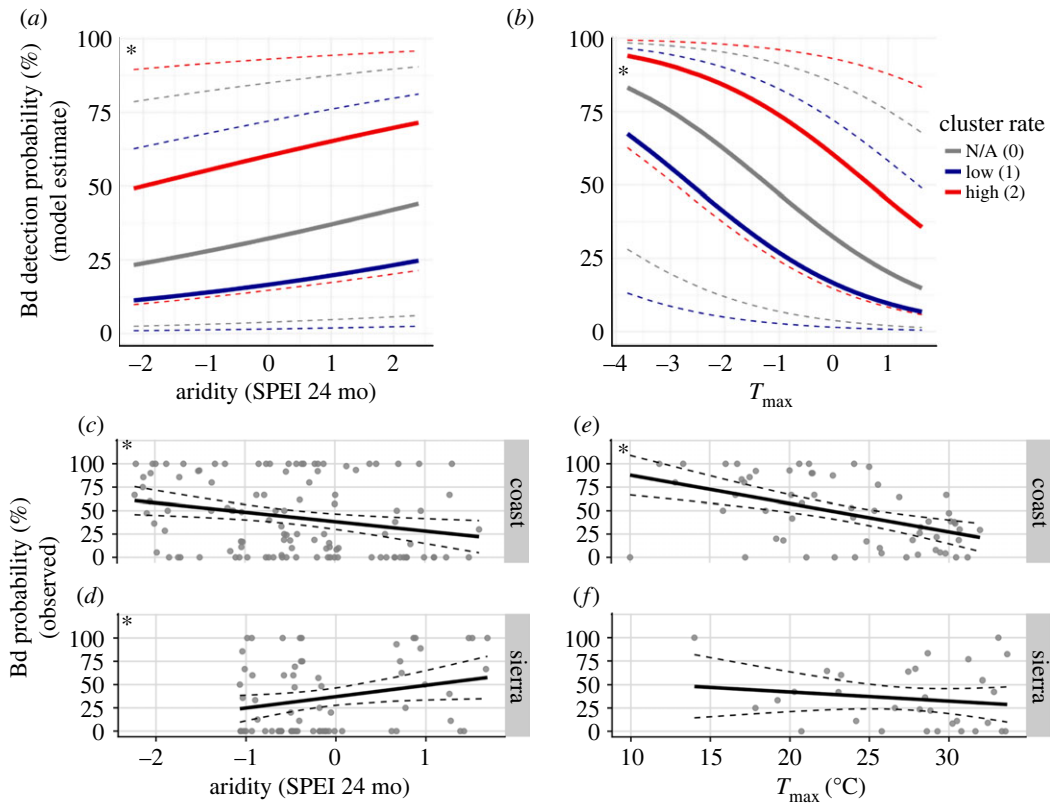 (a)
(b)
Bd detection probability (%)
(model estimate)
100
75
50
25
0
*
−2
−1
0
1
2
aridity (SPEI 24 mo)
100
75
50
25
0
*
−4
−3
−2
−1
0
1
Tmax
cluster rate
N/A (0)
low (1)
high (2)
Bd probability (%)
(observed)
(c)
*
100
75
50
25
0
coast
(e)
*
100
75
50
25
0
coast
(d)
*
100
75
50
25
0
sierra
−2
−1
0
1
aridity (SPEI 24 mo)
(f)
100
75
50
25
0
sierra
10
15
20
25
30
Tmax (°C)